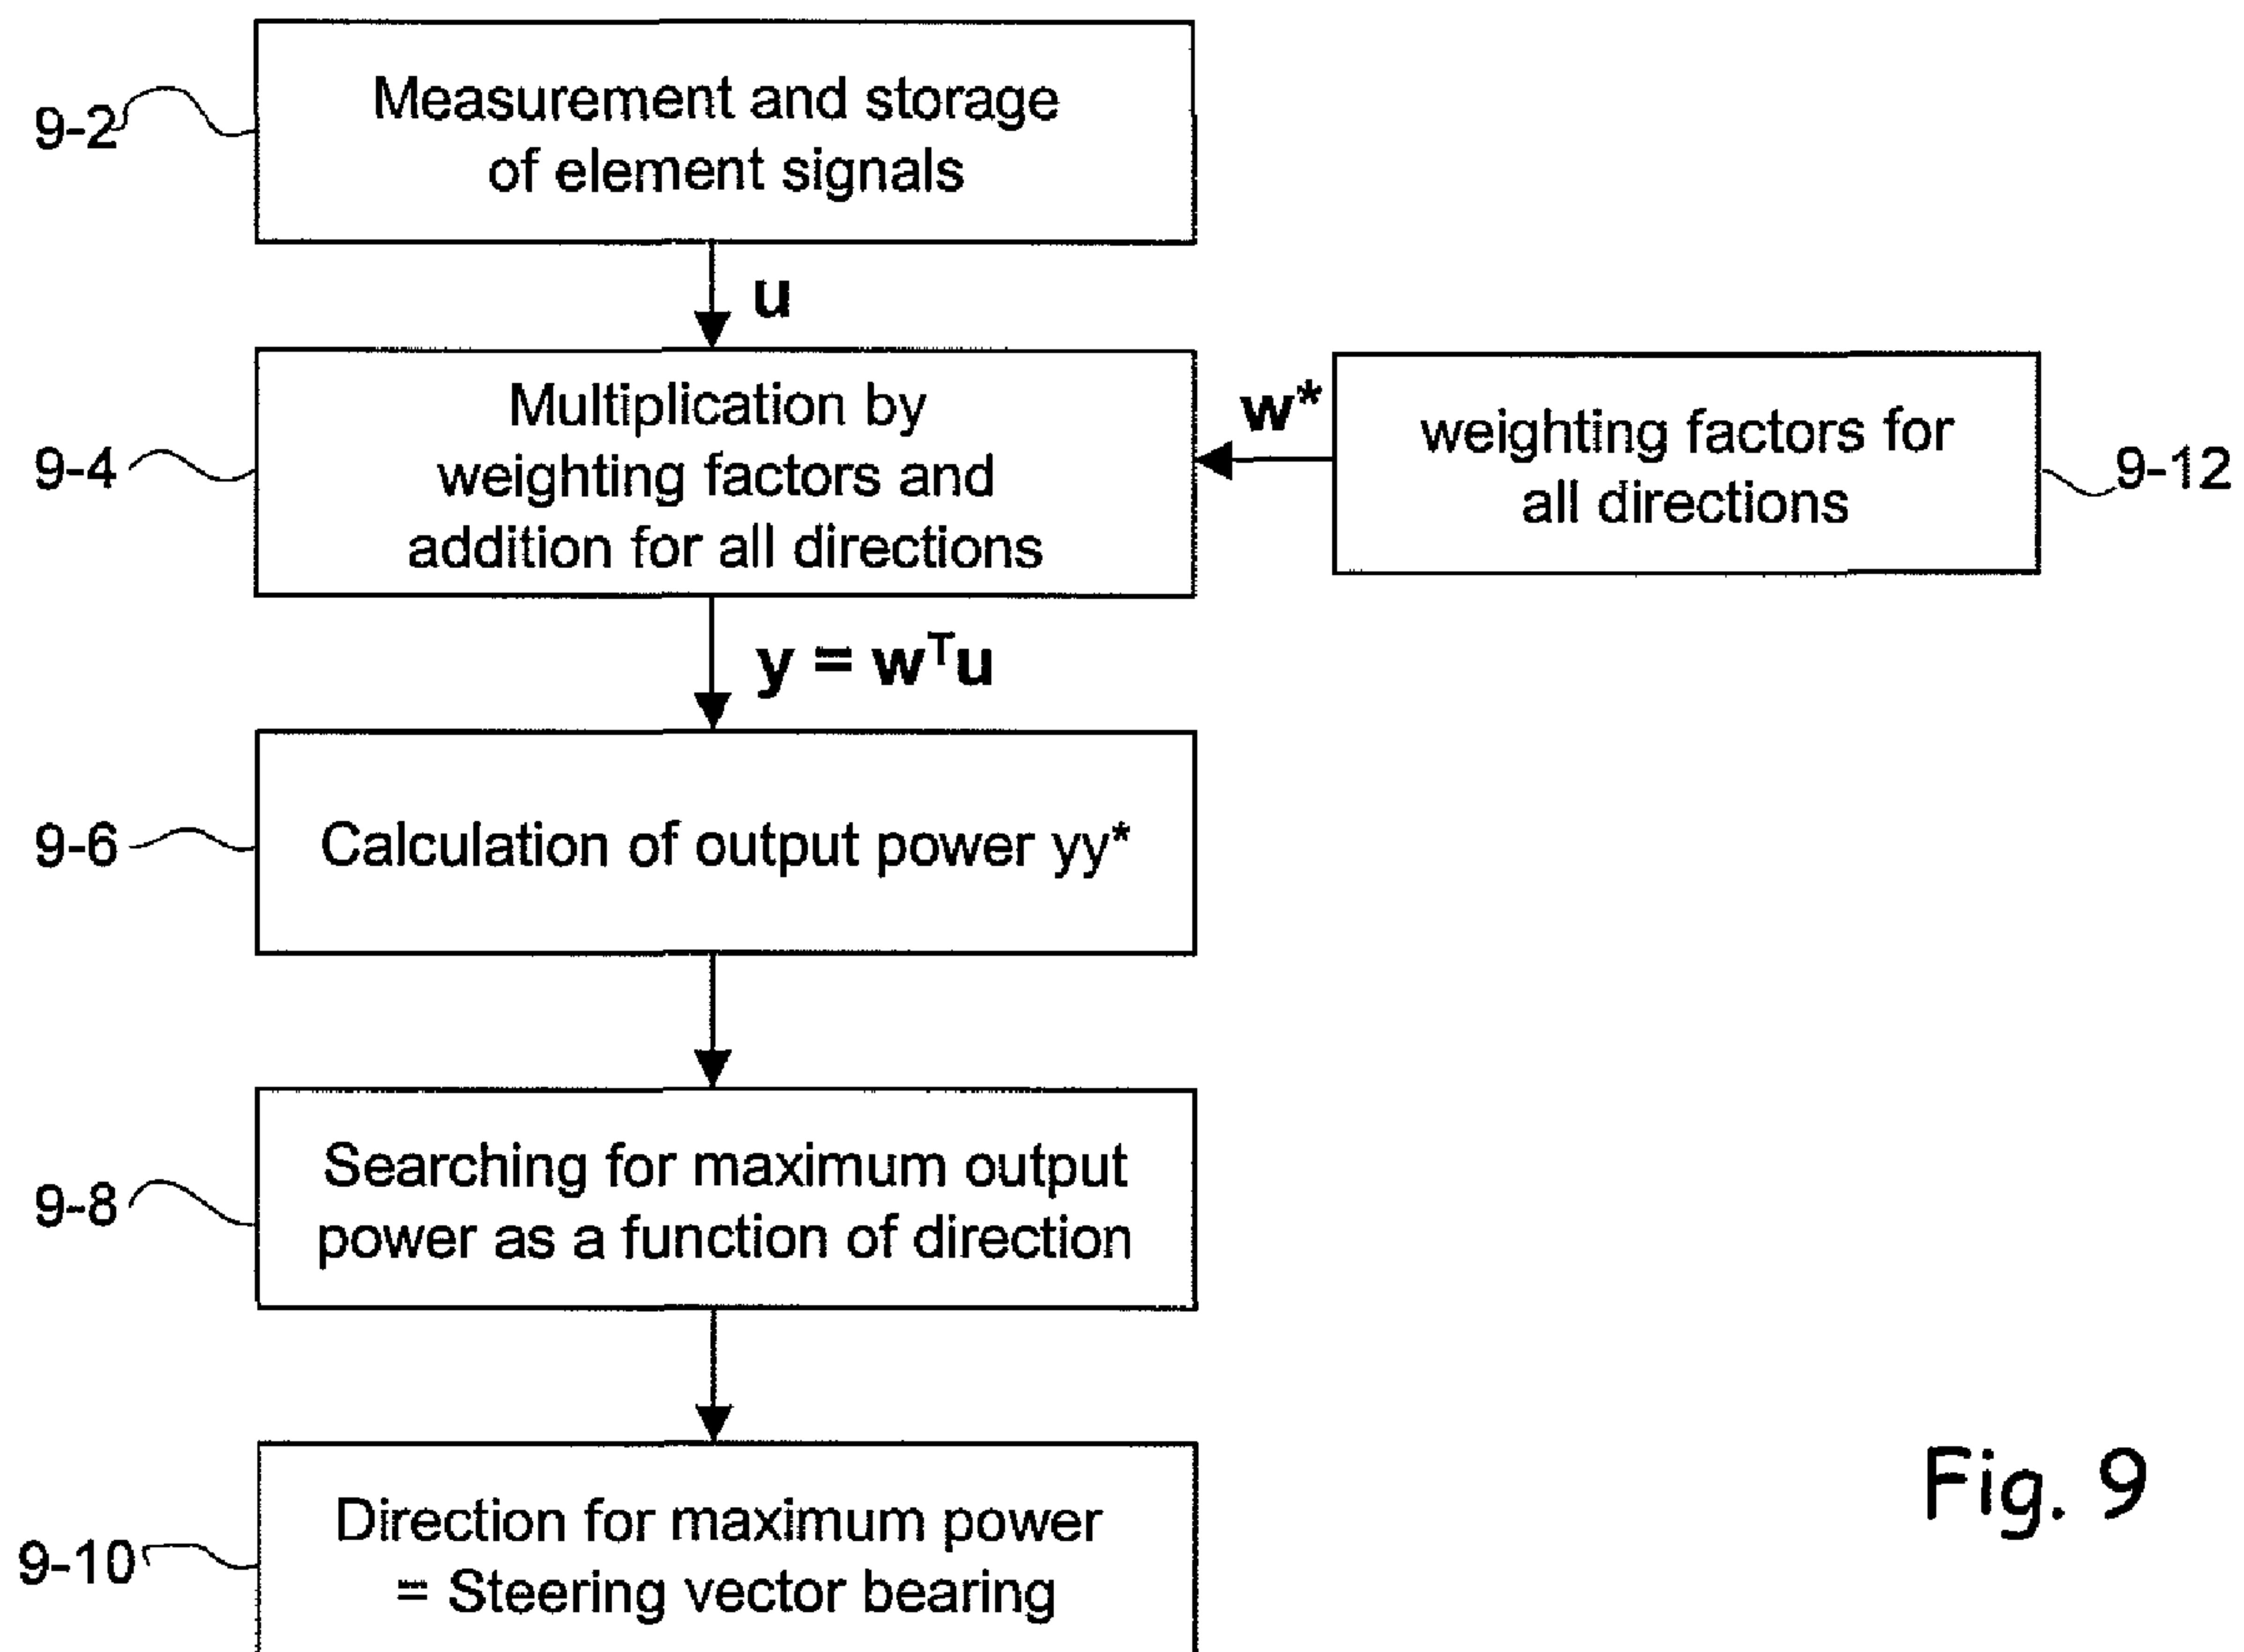 9-2
Measurement and storage
of element signals
u
9-4
Multiplication by
weighting factors and
addition for all directions
w*
weighting factors for
all directions
9-12
y = wᵀu
9-6
Calculation of output power yy*
9-8
Searching for maximum output
power as a function of direction
9-10
Direction for maximum power
= Steering vector bearing
Fig. 9